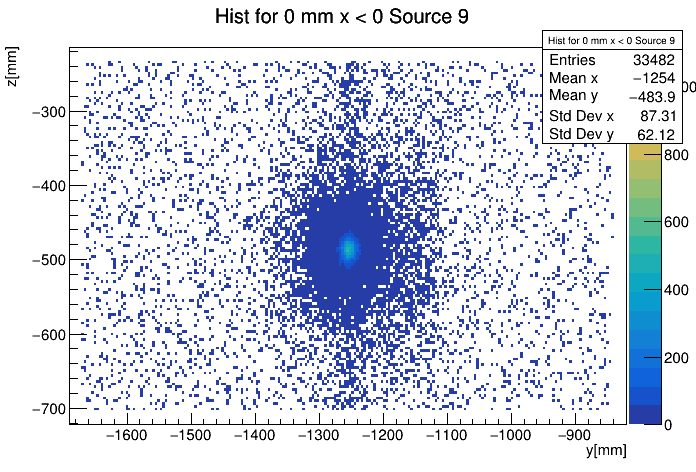 Hist for 0 mm x < 0 Source 9
z[mm]
Hist for 0 mm x < 0 Source 9
Entries 33482
Mean x −1254
Mean y −483.9
Std Dev x 87.31
Std Dev y 62.12
−300
−400
−500
−600
−700
00
800
600
400
200
0
−1600 −1500 −1400 −1300 −1200 −1100 −1000 −900
y[mm]